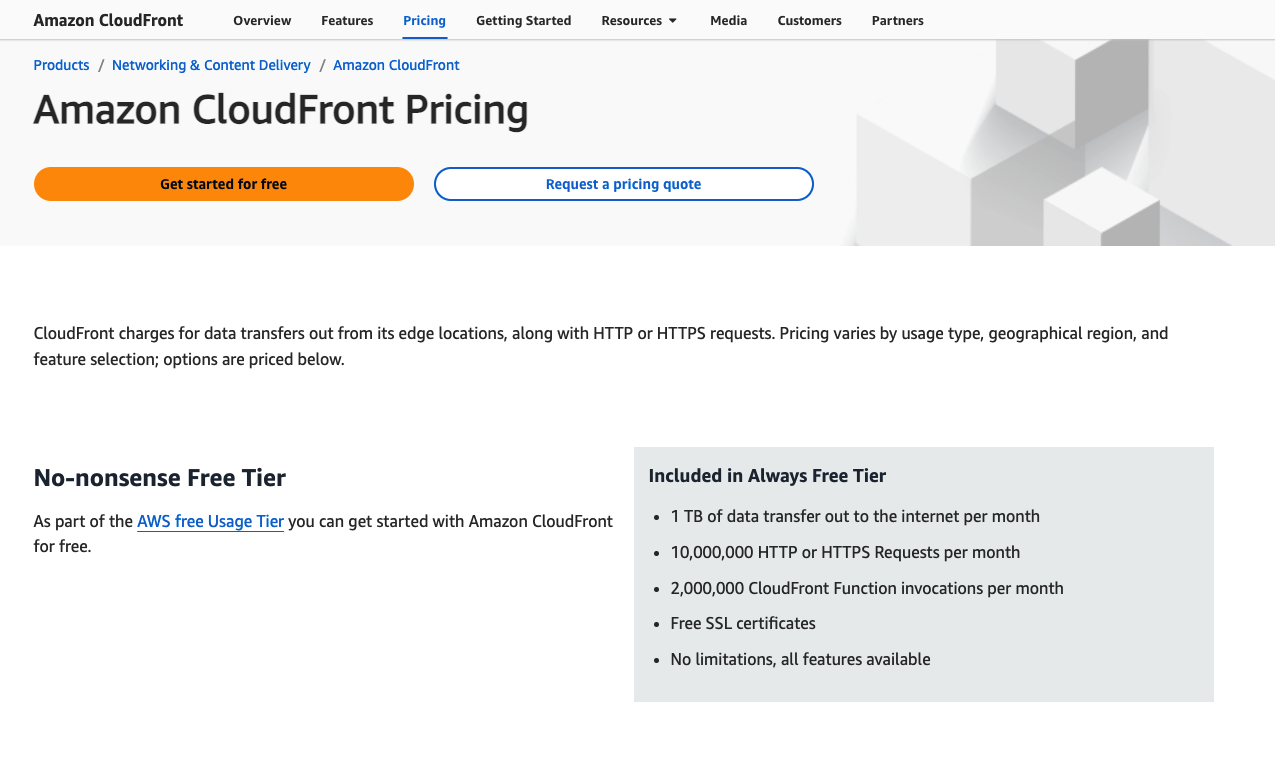 Amazon CloudFront Overview Features Pricing Getting Started Resources Media Customers Partners
Products / Networking & Content Delivery / Amazon CloudFront
Amazon CloudFront Pricing
Get started for free
Request a pricing quote
CloudFront charges for data transfers out from its edge locations, along with HTTP or HTTPS requests. Pricing varies by usage type, geographical region, and
feature selection; options are priced below.
No-nonsense Free Tier
As part of the AWS free Usage Tier you can get started with Amazon CloudFront
for free.
Included in Always Free Tier
• 1 TB of data transfer out to the internet per month
• 10,000,000 HTTP or HTTPS Requests per month
• 2,000,000 CloudFront Function invocations per month
• Free SSL certificates
• No limitations, all features available